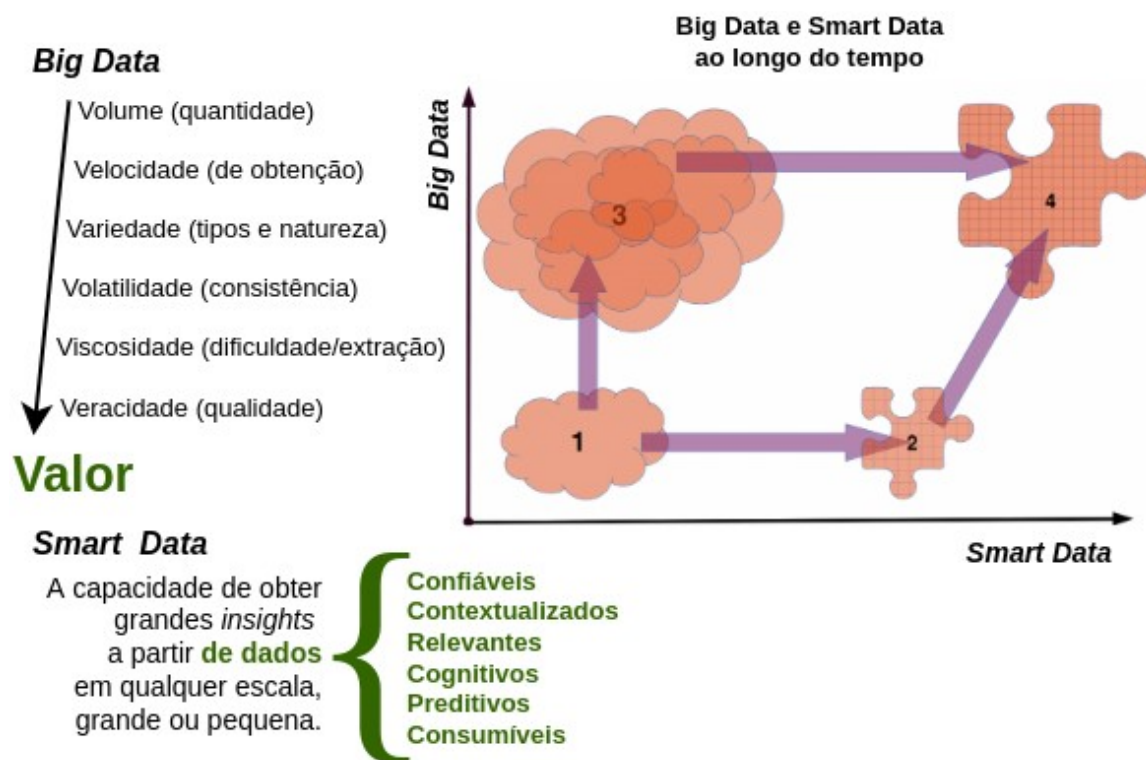 Big Data
Volume (quantidade)
Velocidade (de obtenção)
Variedade (tipos e natureza)
Volatilidade (consistência)
Viscosidade (dificuldade/extração)
Veracidade (qualidade)
Valor
Big Data e Smart Data
ao longo do tempo
Big Data
3
4
1
2
Smart Data
Smart Data
A capacidade de obter
grandes insights
a partir de dados
em qualquer escala,
grande ou pequena.
Confiáveis
Contextualizados
Relevantes
Cognitivos
Preditivos
Consumíveis